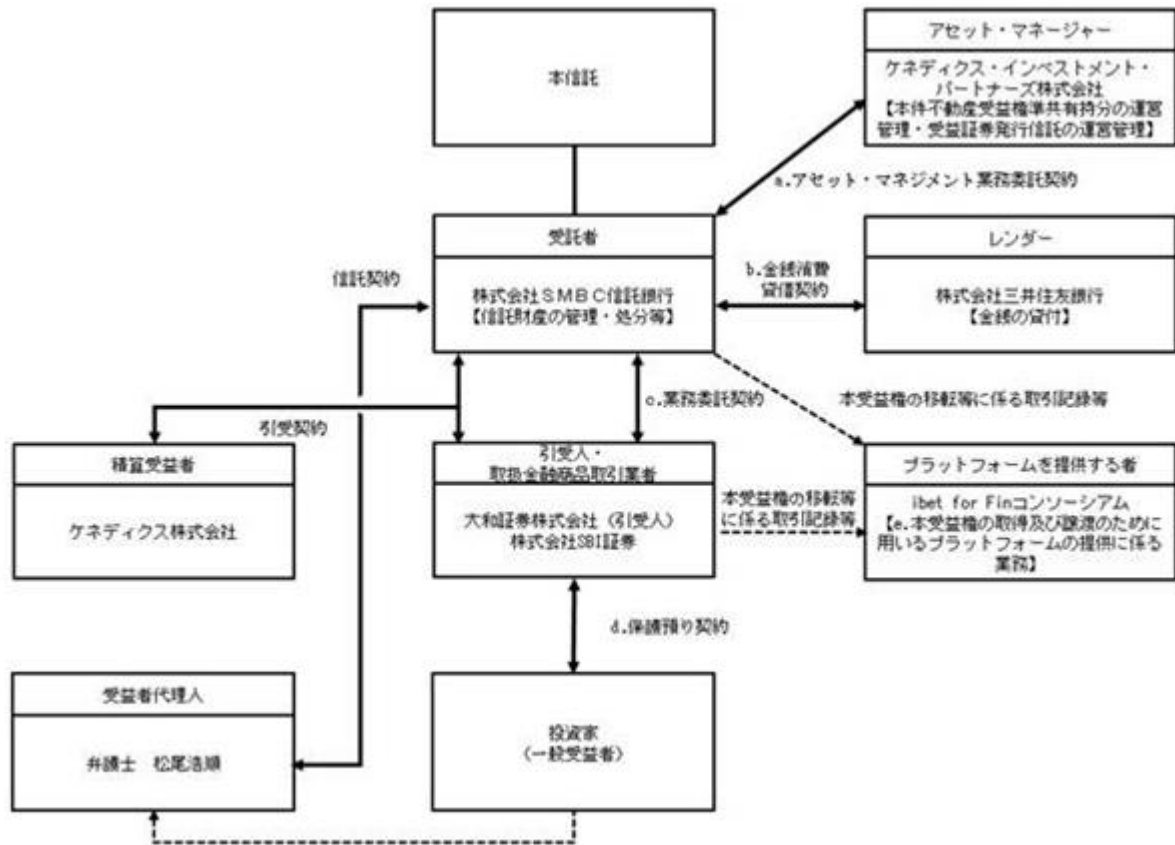 本信託
アセット・マネージャー
ケネディクス・インベストメント・
パートナーズ株式会社
【本件不動産受益権準共有持分の運営
管理・受益証券発行信託の運営管理】
a.アセット・マネジメント業務委託契約
受託者
株式会社SMBC信託銀行
【信託財産の管理・処分等】
信託契約
b.金銭消費
貸借契約
レンダー
株式会社三井住友銀行
【金銭の貸付】
c.業務委託契約
本受益権の移転等に係る取引記録等
引受契約
精算受益者
ケネディクス株式会社
引受人・
取扱金融商品取引業者
大和証券株式会社(引受人)
株式会社SBI証券
本受益権の移転等
に係る取引記録等
プラットフォームを提供する者
ibet for Finコンソーシアム
【e.本受益権の取得及び譲渡のために
用いるプラットフォームの提供に係る
業務】
d.保護預り契約
受益者代理人
弁護士 松尾浩順
投資家
(一般受益者)